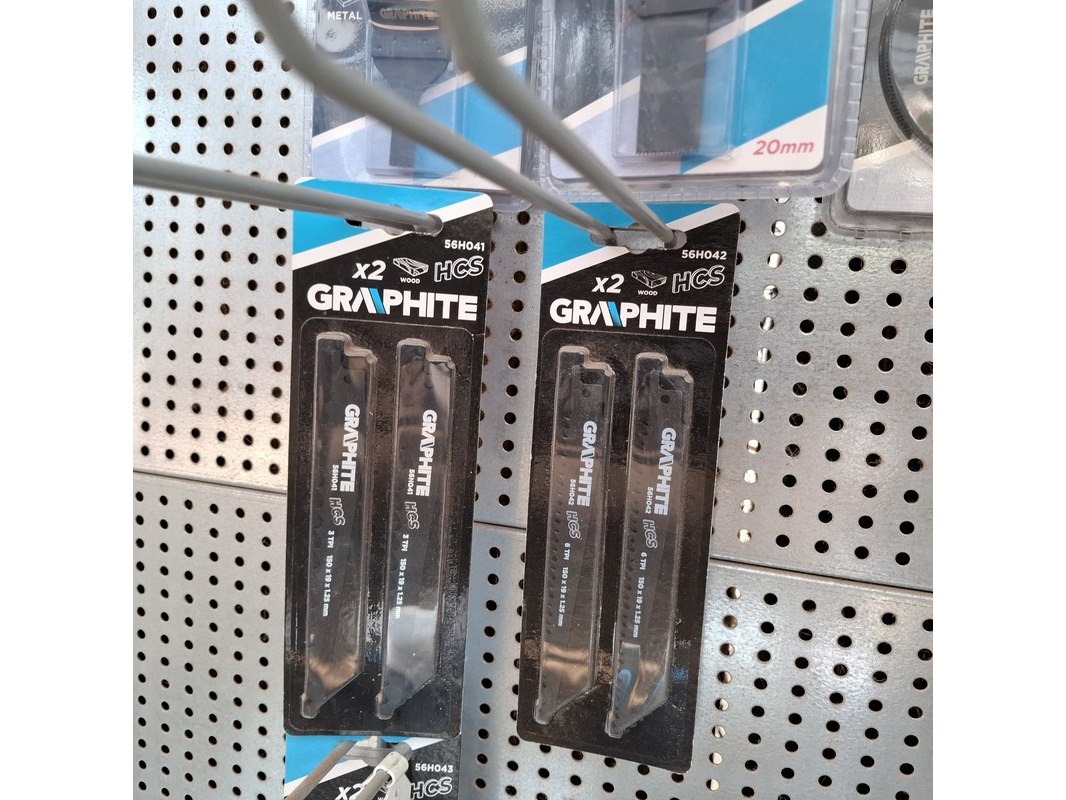 METAL
GRAPHITE
20mm
GRAPHITE
56H041
x2
WOOD
HCS
GRAPHITE
GRAPHITE
56H041
HCS
3 TPI
150 x 19 x 1,25 mm
GRAPHITE
56H041
HCS
3 TPI
150 x 19 x 1,25 mm
56H042
x2
WOOD
HCS
GRAPHITE
GRAPHITE
56H042
HCS
6 TPI
150 x 19 x 1,25 mm
GRAPHITE
56H042
HCS
6 TPI
150 x 19 x 1,25 mm
56H043
x2
HCS